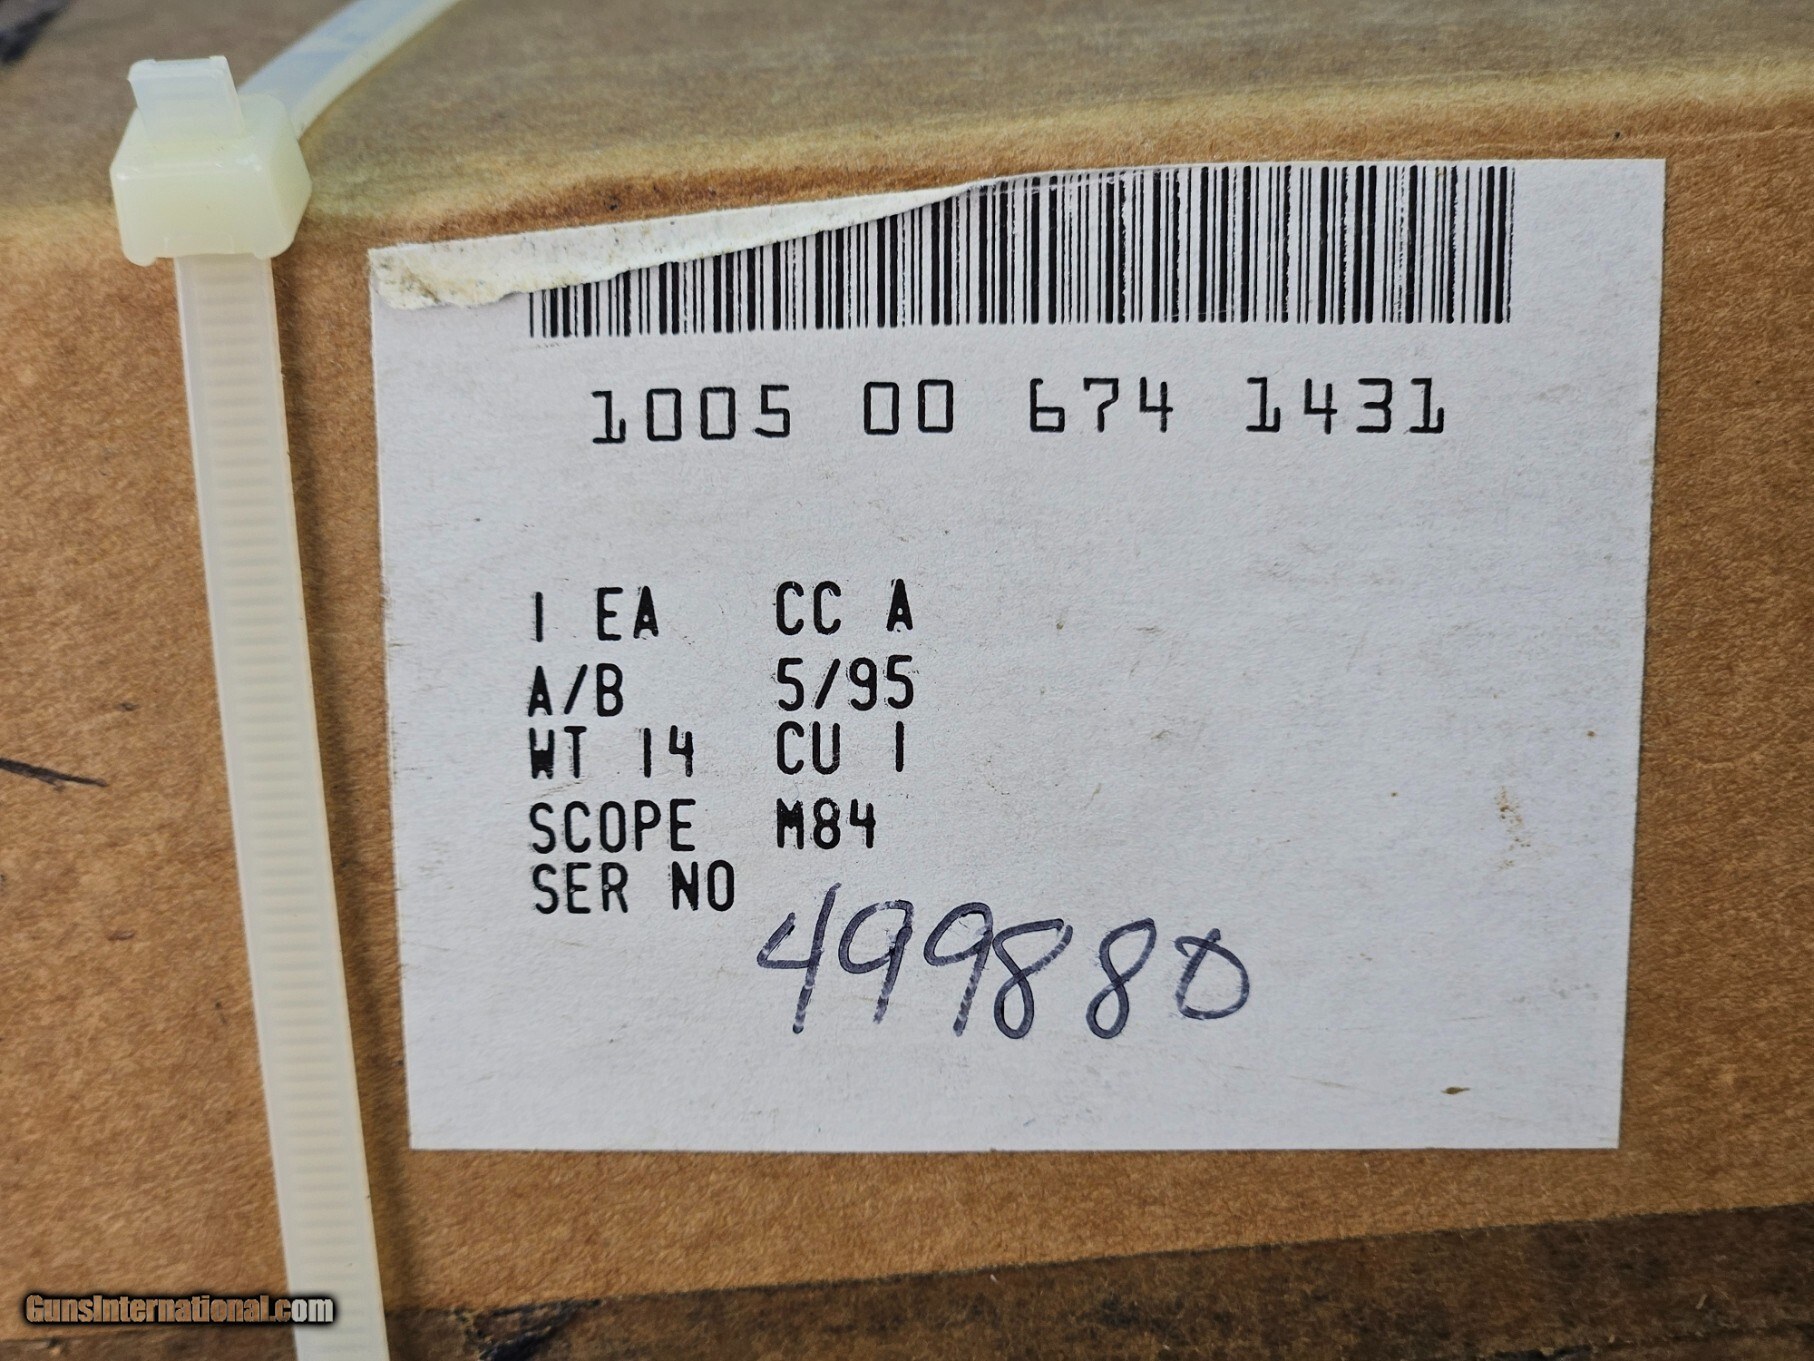 1005 00 674 1431
1 EA CC A
A/B 5/95
WT 14 CU 1
SCOPE M84
SER NO 499880
GunsInternational.com